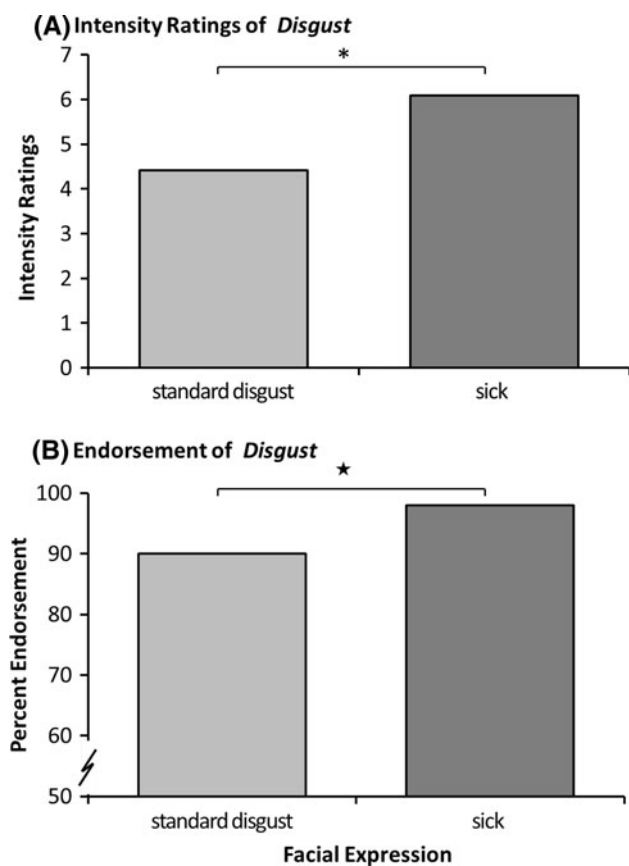 (A) Intensity Ratings of Disgust
7
*
6
5
4
3
2
1
0
Intensity Ratings
standard disgust sick
(B) Endorsement of Disgust
★
100
90
80
70
60
50
Percent Endorsement
standard disgust sick
Facial Expression